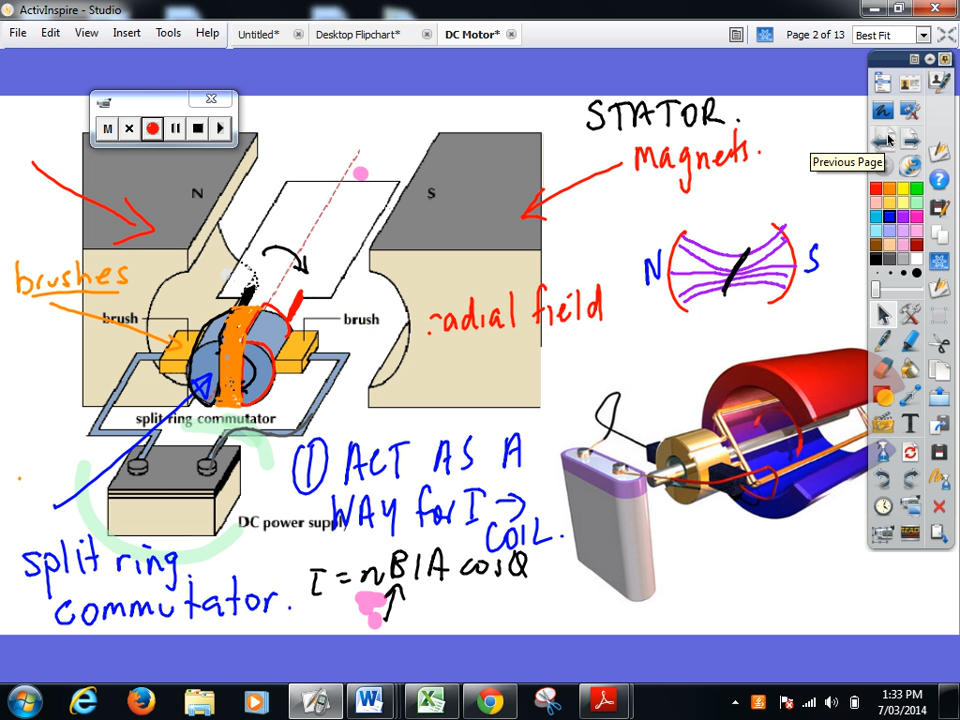 ActivInspire - Studio
File Edit View Insert Tools Help
Untitled*
Desktop Flipchart*
DC Motor*
Page 2 of 13
Best Fit
Previous Page
M
STATOR.
magnets.
N
S
N
S
brushes
brush
brush
radial field
split ring commutator
DC power supply
① ACT AS A
WAY for I →
COIL.
split ring
commutator.
τ = nBIA cosθ
1:33 PM
7/03/2014